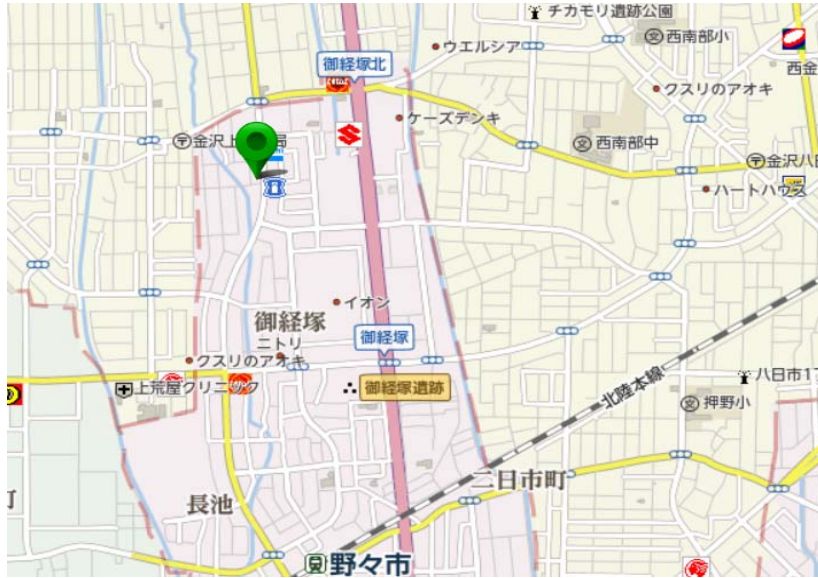 チカモリ遺跡公園
西南部小
ウエルシア
御経塚北
西金
クスリのアオキ
ケーズデンキ
金沢上 局
西南部中
金沢八日
ハートハウス
イオン
御経塚
ニトリ
御経塚
クスリのアオキ
上荒屋クリニック
御経塚遺跡
八日市1丁
北陸本線
押野小
二日市町
長池
町
野々市